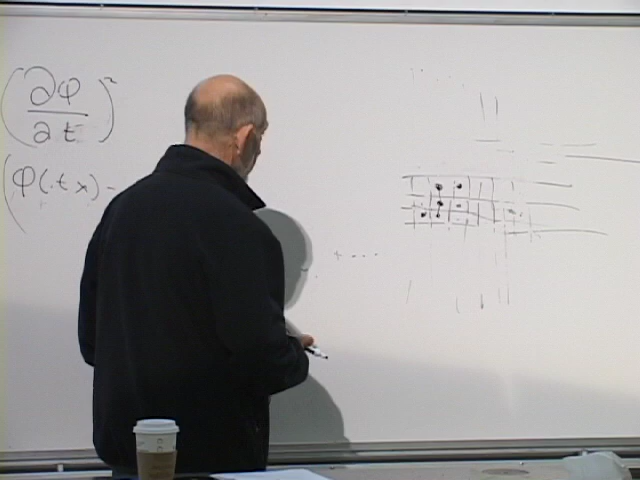 (∂φ/∂t)²
(φ(.t x) -
+ ....